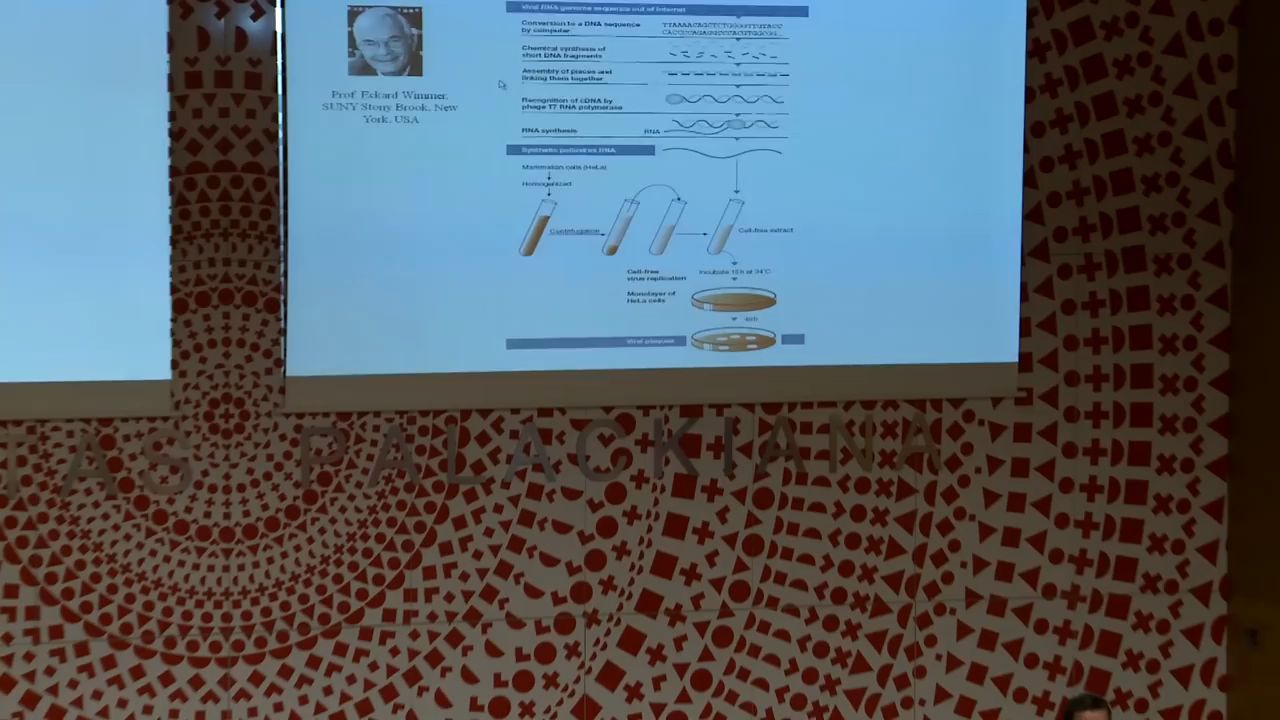 Viral RNA genome sequence out of Internet
Conversion to a DNA sequence
by computer
Chemical synthesis of
short DNA fragments
Assembly of pieces and
linking them together
Recognition of cDNA by
phage T7 RNA polymerase
RNA synthesis
RNA
Synthetic poliovirus RNA
Prof. Eckard Wimmer,
SUNY Stony Brook, New
York, USA
Mammalian cells (HeLa)
Homogenized
Centrifugation
Cell-free extract
Cell-free
virus replication
Incubate 15 h at 34°C
Monolayer of
HeLa cells
48h
Viral plaques
TAS PALACKIANA